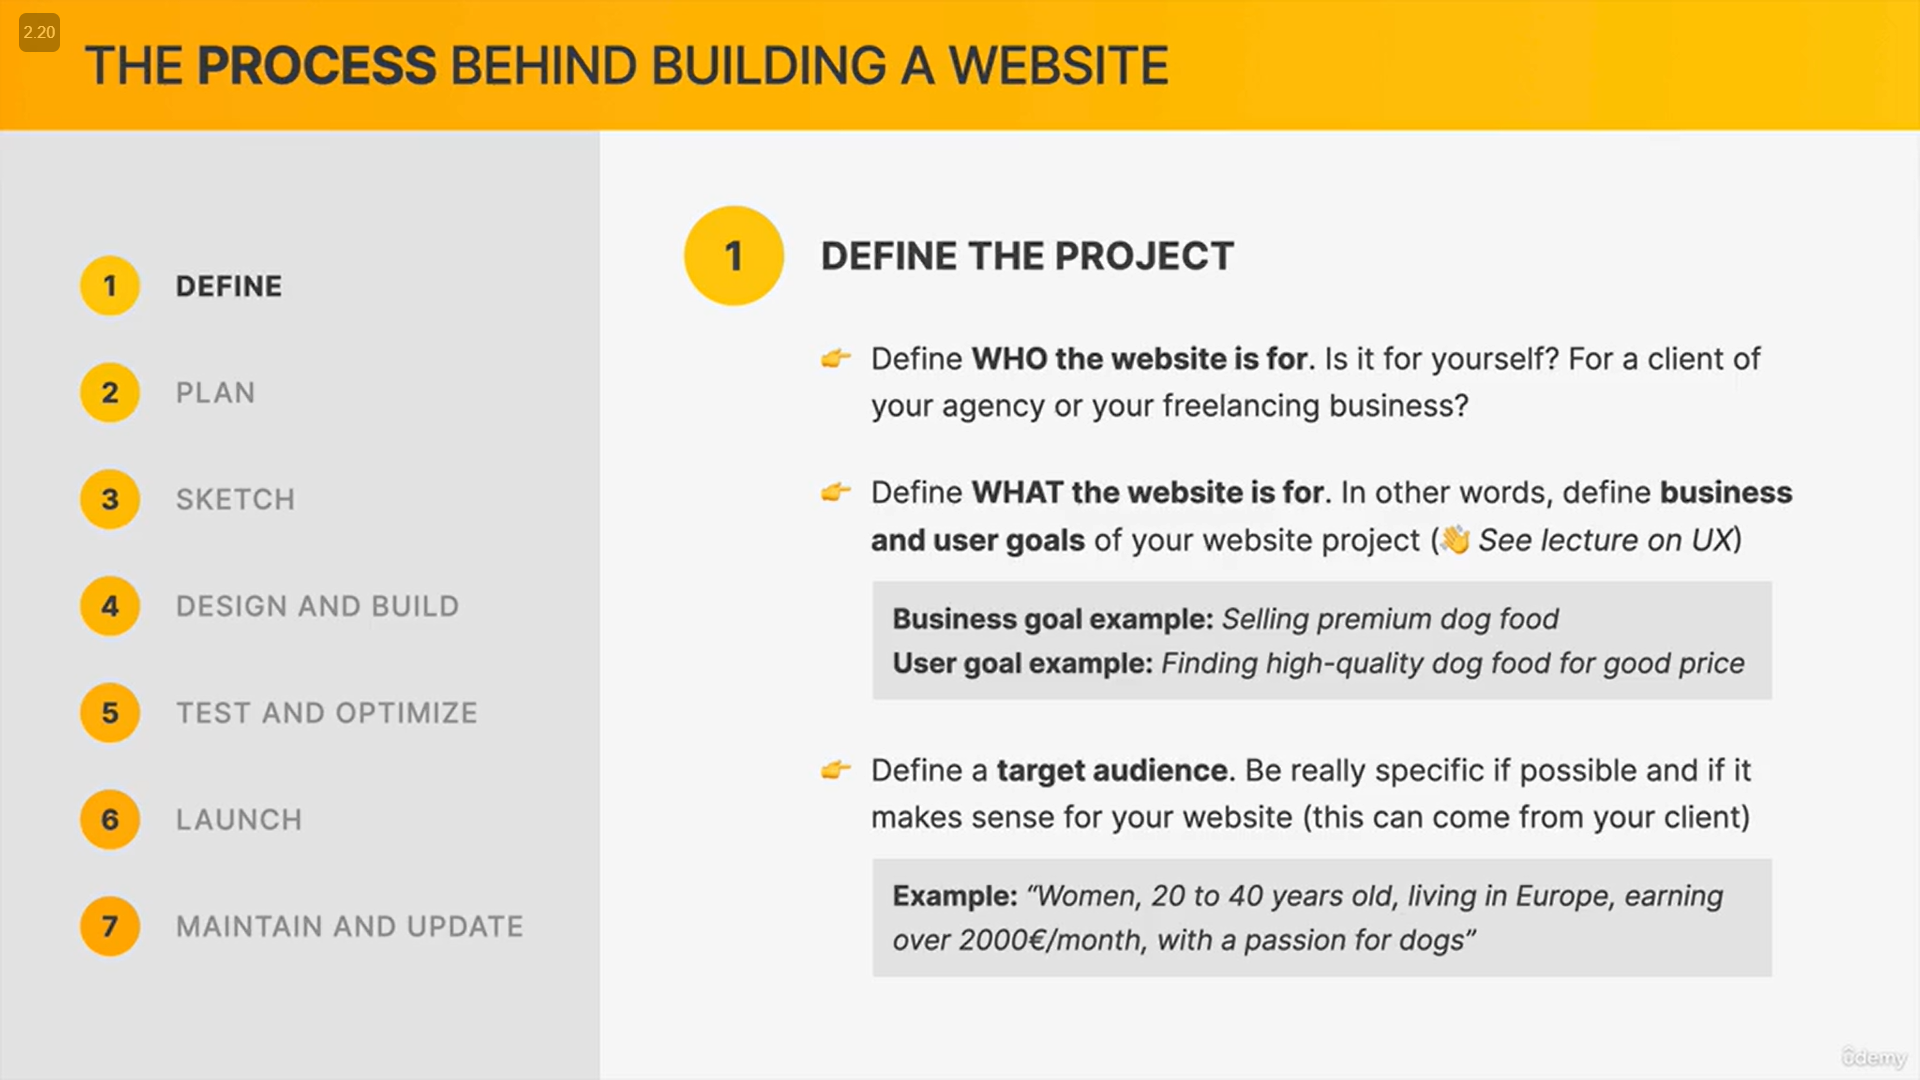 2.20
THE PROCESS BEHIND BUILDING A WEBSITE
1 DEFINE
2 PLAN
3 SKETCH
4 DESIGN AND BUILD
5 TEST AND OPTIMIZE
6 LAUNCH
7 MAINTAIN AND UPDATE
1 DEFINE THE PROJECT
👉 Define WHO the website is for. Is it for yourself? For a client of
your agency or your freelancing business?
👉 Define WHAT the website is for. In other words, define business
and user goals of your website project (👋 See lecture on UX)
Business goal example: Selling premium dog food
User goal example: Finding high-quality dog food for good price
👉 Define a target audience. Be really specific if possible and if it
makes sense for your website (this can come from your client)
Example: “Women, 20 to 40 years old, living in Europe, earning
over 2000€/month, with a passion for dogs”
ûdemy